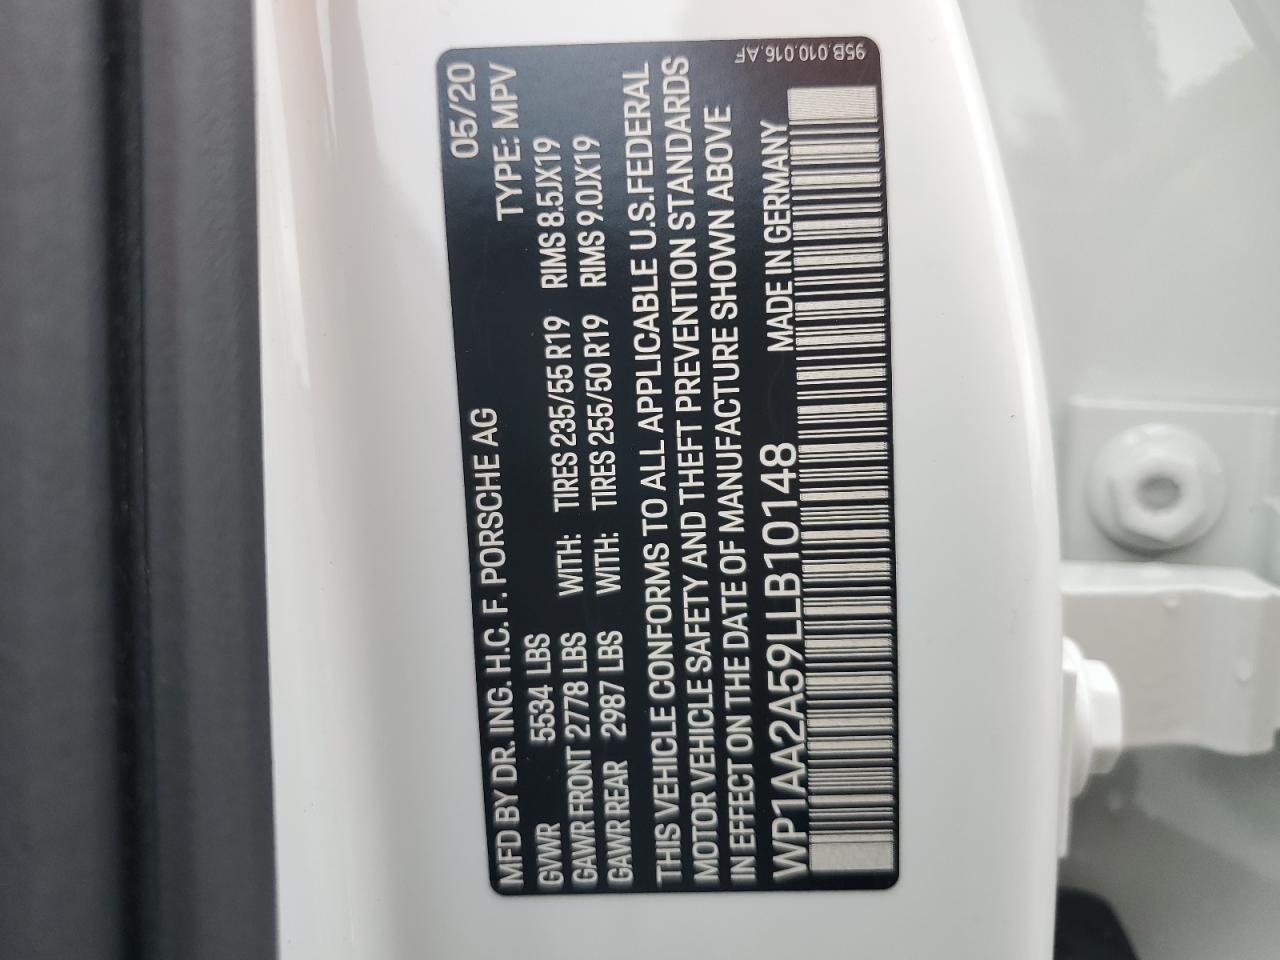 MFD BY DR. ING. H.C. F. PORSCHE AG 05/20
GVWR 5534 LBS TYPE: MPV
GAWR FRONT 2778 LBS WITH: TIRES 235/55 R19 RIMS 8.5JX19
GAWR REAR 2987 LBS WITH: TIRES 255/50 R19 RIMS 9.0JX19
THIS VEHICLE CONFORMS TO ALL APPLICABLE U.S.FEDERAL
MOTOR VEHICLE SAFETY AND THEFT PREVENTION STANDARDS
IN EFFECT ON THE DATE OF MANUFACTURE SHOWN ABOVE
WP1AA2A59LLB10148 MADE IN GERMANY
95B.010.016.AF